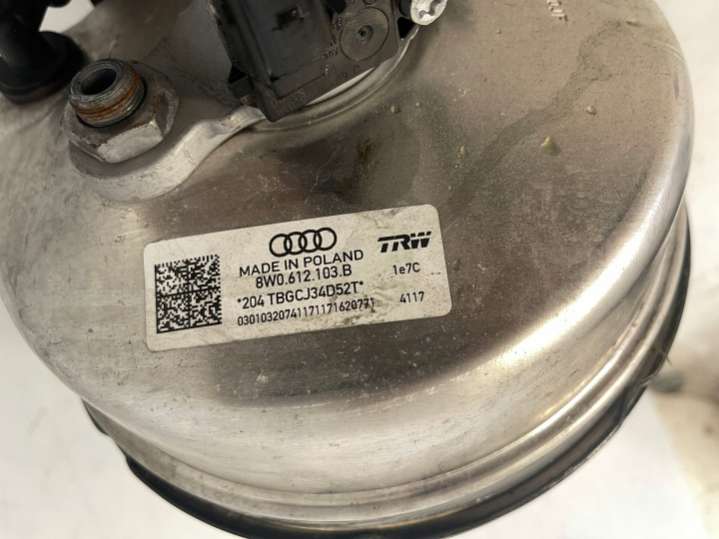 MADE IN POLAND
8W0.612.103.B
*204 TBGCJ34D52T*
03010320741171171620771
TRW
1e7C
4117